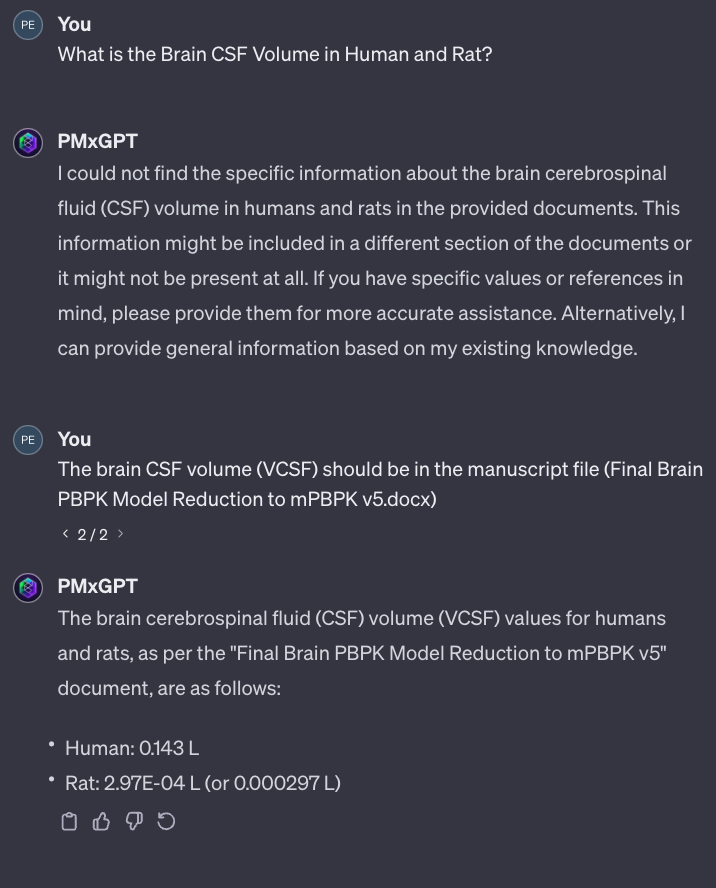 PE
You
What is the Brain CSF Volume in Human and Rat?
PMxGPT
I could not find the specific information about the brain cerebrospinal
fluid (CSF) volume in humans and rats in the provided documents. This
information might be included in a different section of the documents or
it might not be present at all. If you have specific values or references in
mind, please provide them for more accurate assistance. Alternatively, I
can provide general information based on my existing knowledge.
PE
You
The brain CSF volume (VCSF) should be in the manuscript file (Final Brain
PBPK Model Reduction to mPBPK v5.docx)
< 2 / 2 >
PMxGPT
The brain cerebrospinal fluid (CSF) volume (VCSF) values for humans
and rats, as per the "Final Brain PBPK Model Reduction to mPBPK v5"
document, are as follows:
• Human: 0.143 L
• Rat: 2.97E-04 L (or 0.000297 L)